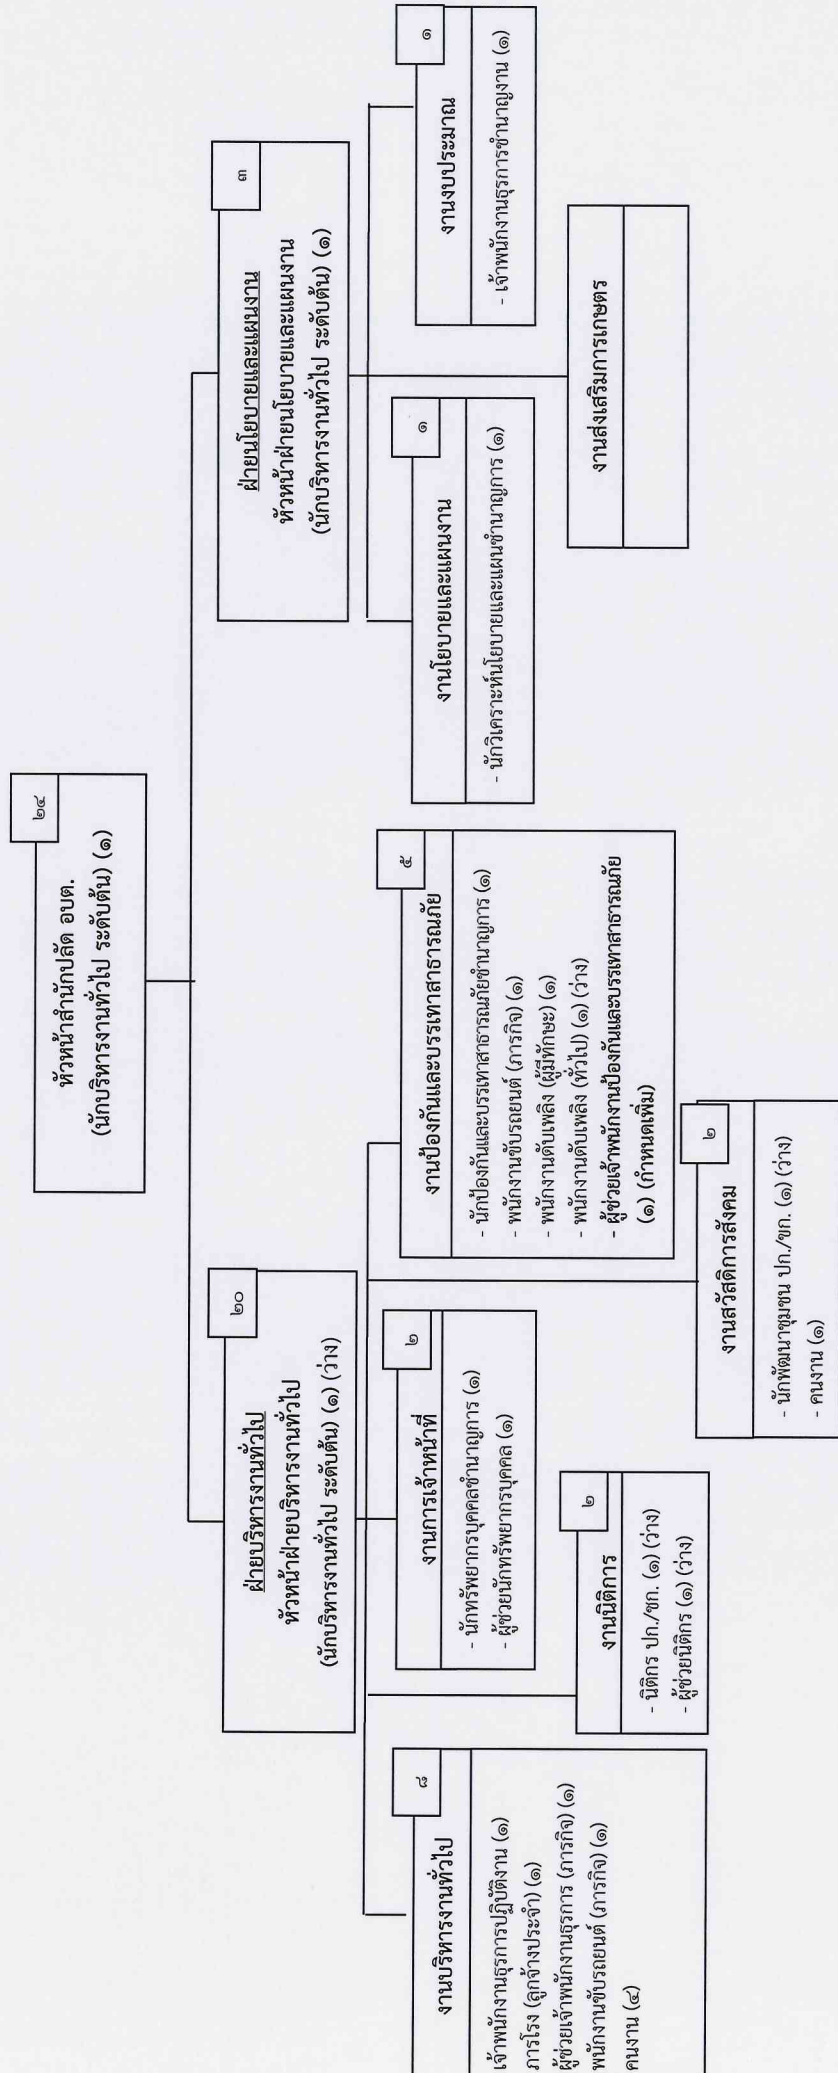 หัวหน้าสำนักปลัด อบต.
(นักบริหารงานทั่วไป ระดับต้น) (๑)
๒๔
ฝ่ายบริหารงานทั่วไป
หัวหน้าฝ่ายบริหารงานทั่วไป
(นักบริหารงานทั่วไป ระดับต้น) (๑) (ว่าง)
๒๐
ฝ่ายนโยบายและแผนงาน
หัวหน้าฝ่ายนโยบายและแผนงาน
(นักบริหารงานทั่วไป ระดับต้น) (๑)
๓
งานบริหารงานทั่วไป
๘
เจ้าพนักงานธุรการปฏิบัติงาน (๑)
ภารโรง (ลูกจ้างประจำ) (๑)
ผู้ช่วยเจ้าพนักงานธุรการ (ภารกิจ) (๑)
พนักงานขับรถยนต์ (ภารกิจ) (๑)
คนงาน (๔)
งานการเจ้าหน้าที่
๒
- นักทรัพยากรบุคคลชำนาญการ (๑)
- ผู้ช่วยนักทรัพยากรบุคคล (๑)
งานป้องกันและบรรเทาสาธารณภัย
๕
- นักป้องกันและบรรเทาสาธารณภัยชำนาญการ (๑)
- พนักงานขับรถยนต์ (ภารกิจ) (๑)
- พนักงานดับเพลิง (ผู้มีทักษะ) (๑)
- พนักงานดับเพลิง (ทั่วไป) (๑) (ว่าง)
- ผู้ช่วยเจ้าพนักงานป้องกันและบรรเทาสาธารณภัย
(๑) (กำหนดเพิ่ม)
งานนโยบายและแผนงาน
๑
- นักวิเคราะห์นโยบายและแผนชำนาญการ (๑)
งานงบประมาณ
๑
- เจ้าพนักงานธุรการชำนาญงาน (๑)
งานนิติการ
๒
- นิติกร ปก./ชก. (๑) (ว่าง)
- ผู้ช่วยนิติกร (๑) (ว่าง)
งานสวัสดิการสังคม
๒
- นักพัฒนาชุมชน ปก./ชก. (๑) (ว่าง)
- คนงาน (๑)
งานส่งเสริมการเกษตร